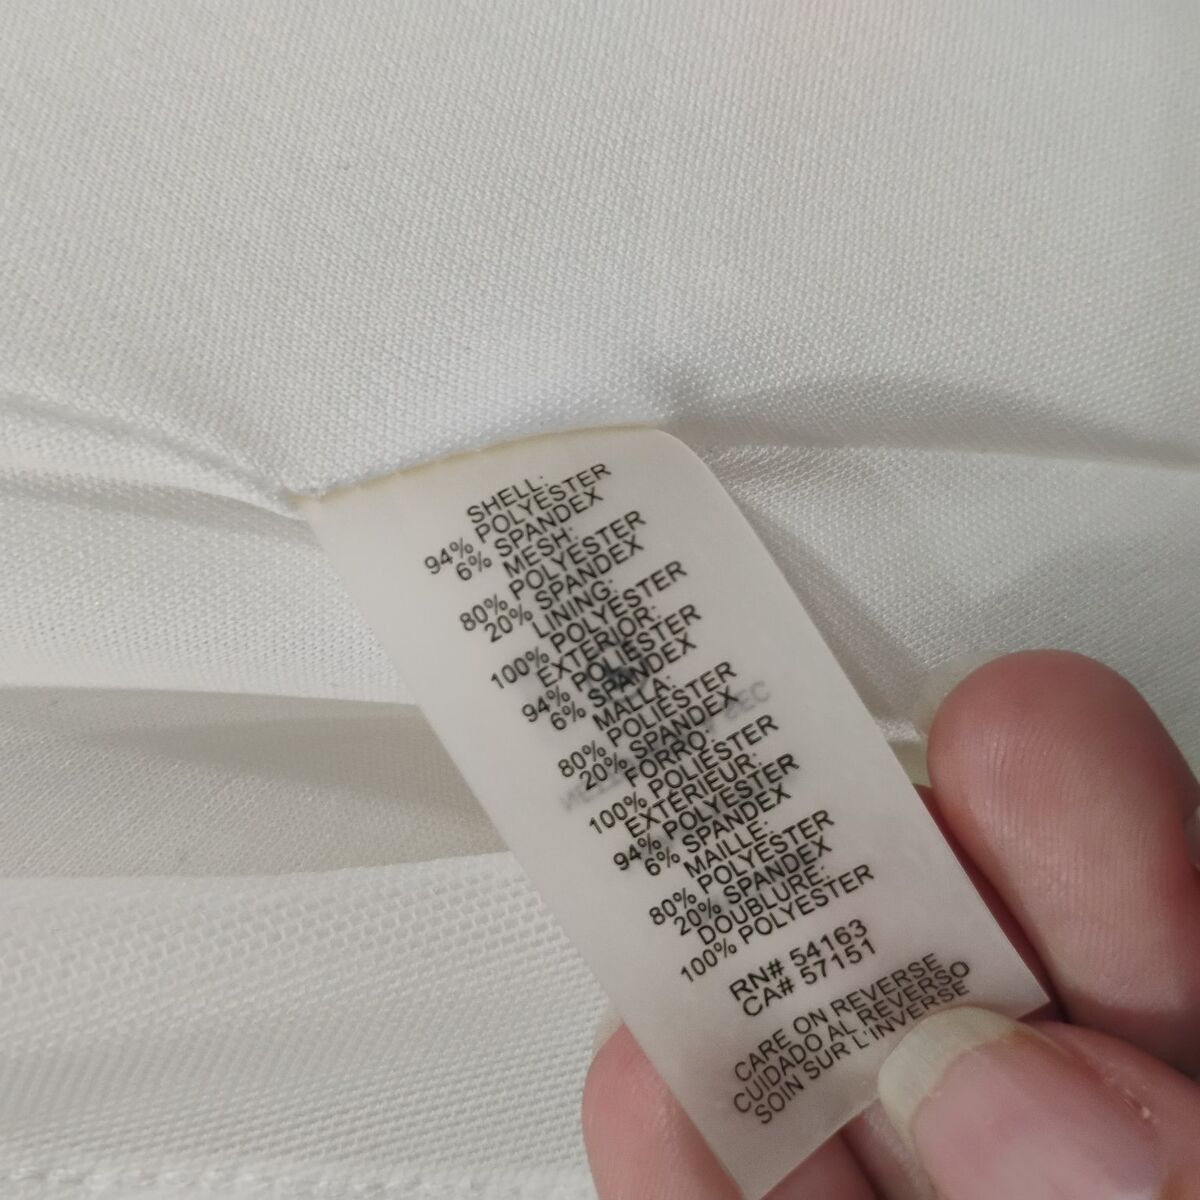 SHELL:
94% POLYESTER
6% SPANDEX
MESH:
80% POLYESTER
20% SPANDEX
LINING:
100% POLYESTER
EXTERIOR:
94% POLIÉSTER
6% SPANDEX
MALLA:
80% POLIÉSTER
20% SPANDEX
FORRO:
100% POLIÉSTER
EXTÉRIEUR:
94% POLYESTER
6% SPANDEX
MAILLE:
80% POLYESTER
20% SPANDEX
DOUBLURE:
100% POLYESTER
RN# 54163
CA# 57151
CARE ON REVERSE
CUIDADO AL REVERSO
SOIN SUR L'INVERSE